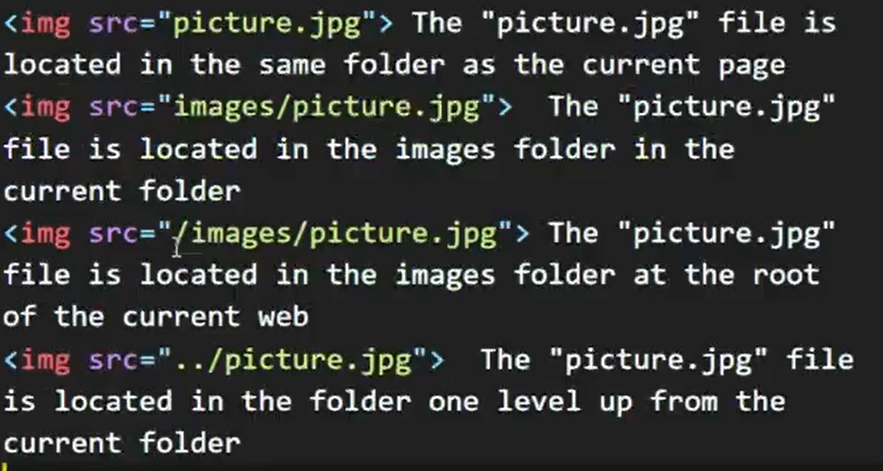 <img src="picture.jpg"> The "picture.jpg" file is
located in the same folder as the current page
<img src="images/picture.jpg">  The "picture.jpg"
file is located in the images folder in the
current folder
<img src="/images/picture.jpg"> The "picture.jpg"
file is located in the images folder at the root
of the current web
<img src="../picture.jpg">  The "picture.jpg" file
is located in the folder one level up from the
current folder